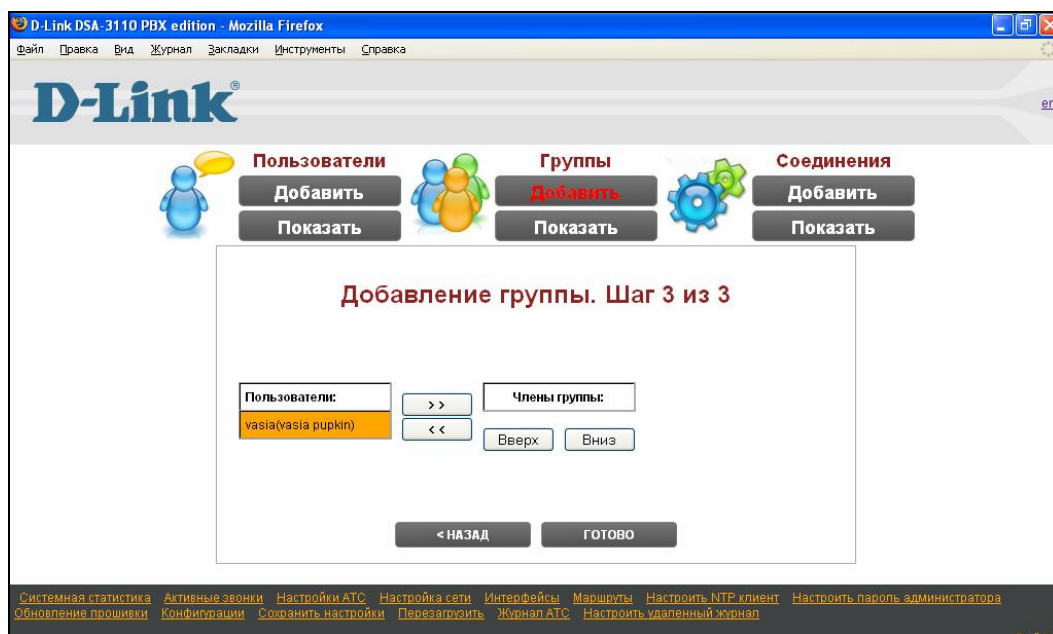 D-Link DSA-3110 PBX edition - Mozilla Firefox
Файл Правка Вид Журнал Закладки Инструменты Справка
D-Link®
Пользователи Группы Соединения
Добавить Добавить Добавить
Показать Показать Показать
Добавление группы. Шаг 3 из 3
Пользователи: >> Члены группы:
vasia(vasia pupkin) << Вверх Вниз
< НАЗАД ГОТОВО
Системная статистика Активные звонки Настройки АТС Настройка сети Интерфейсы Маршруты Настроить NTP клиент Настроить пароль администратора
Обновление прошивки Конфигурации Сохранить настройки Перезагрузить Журнал АТС Настроить удаленный журнал